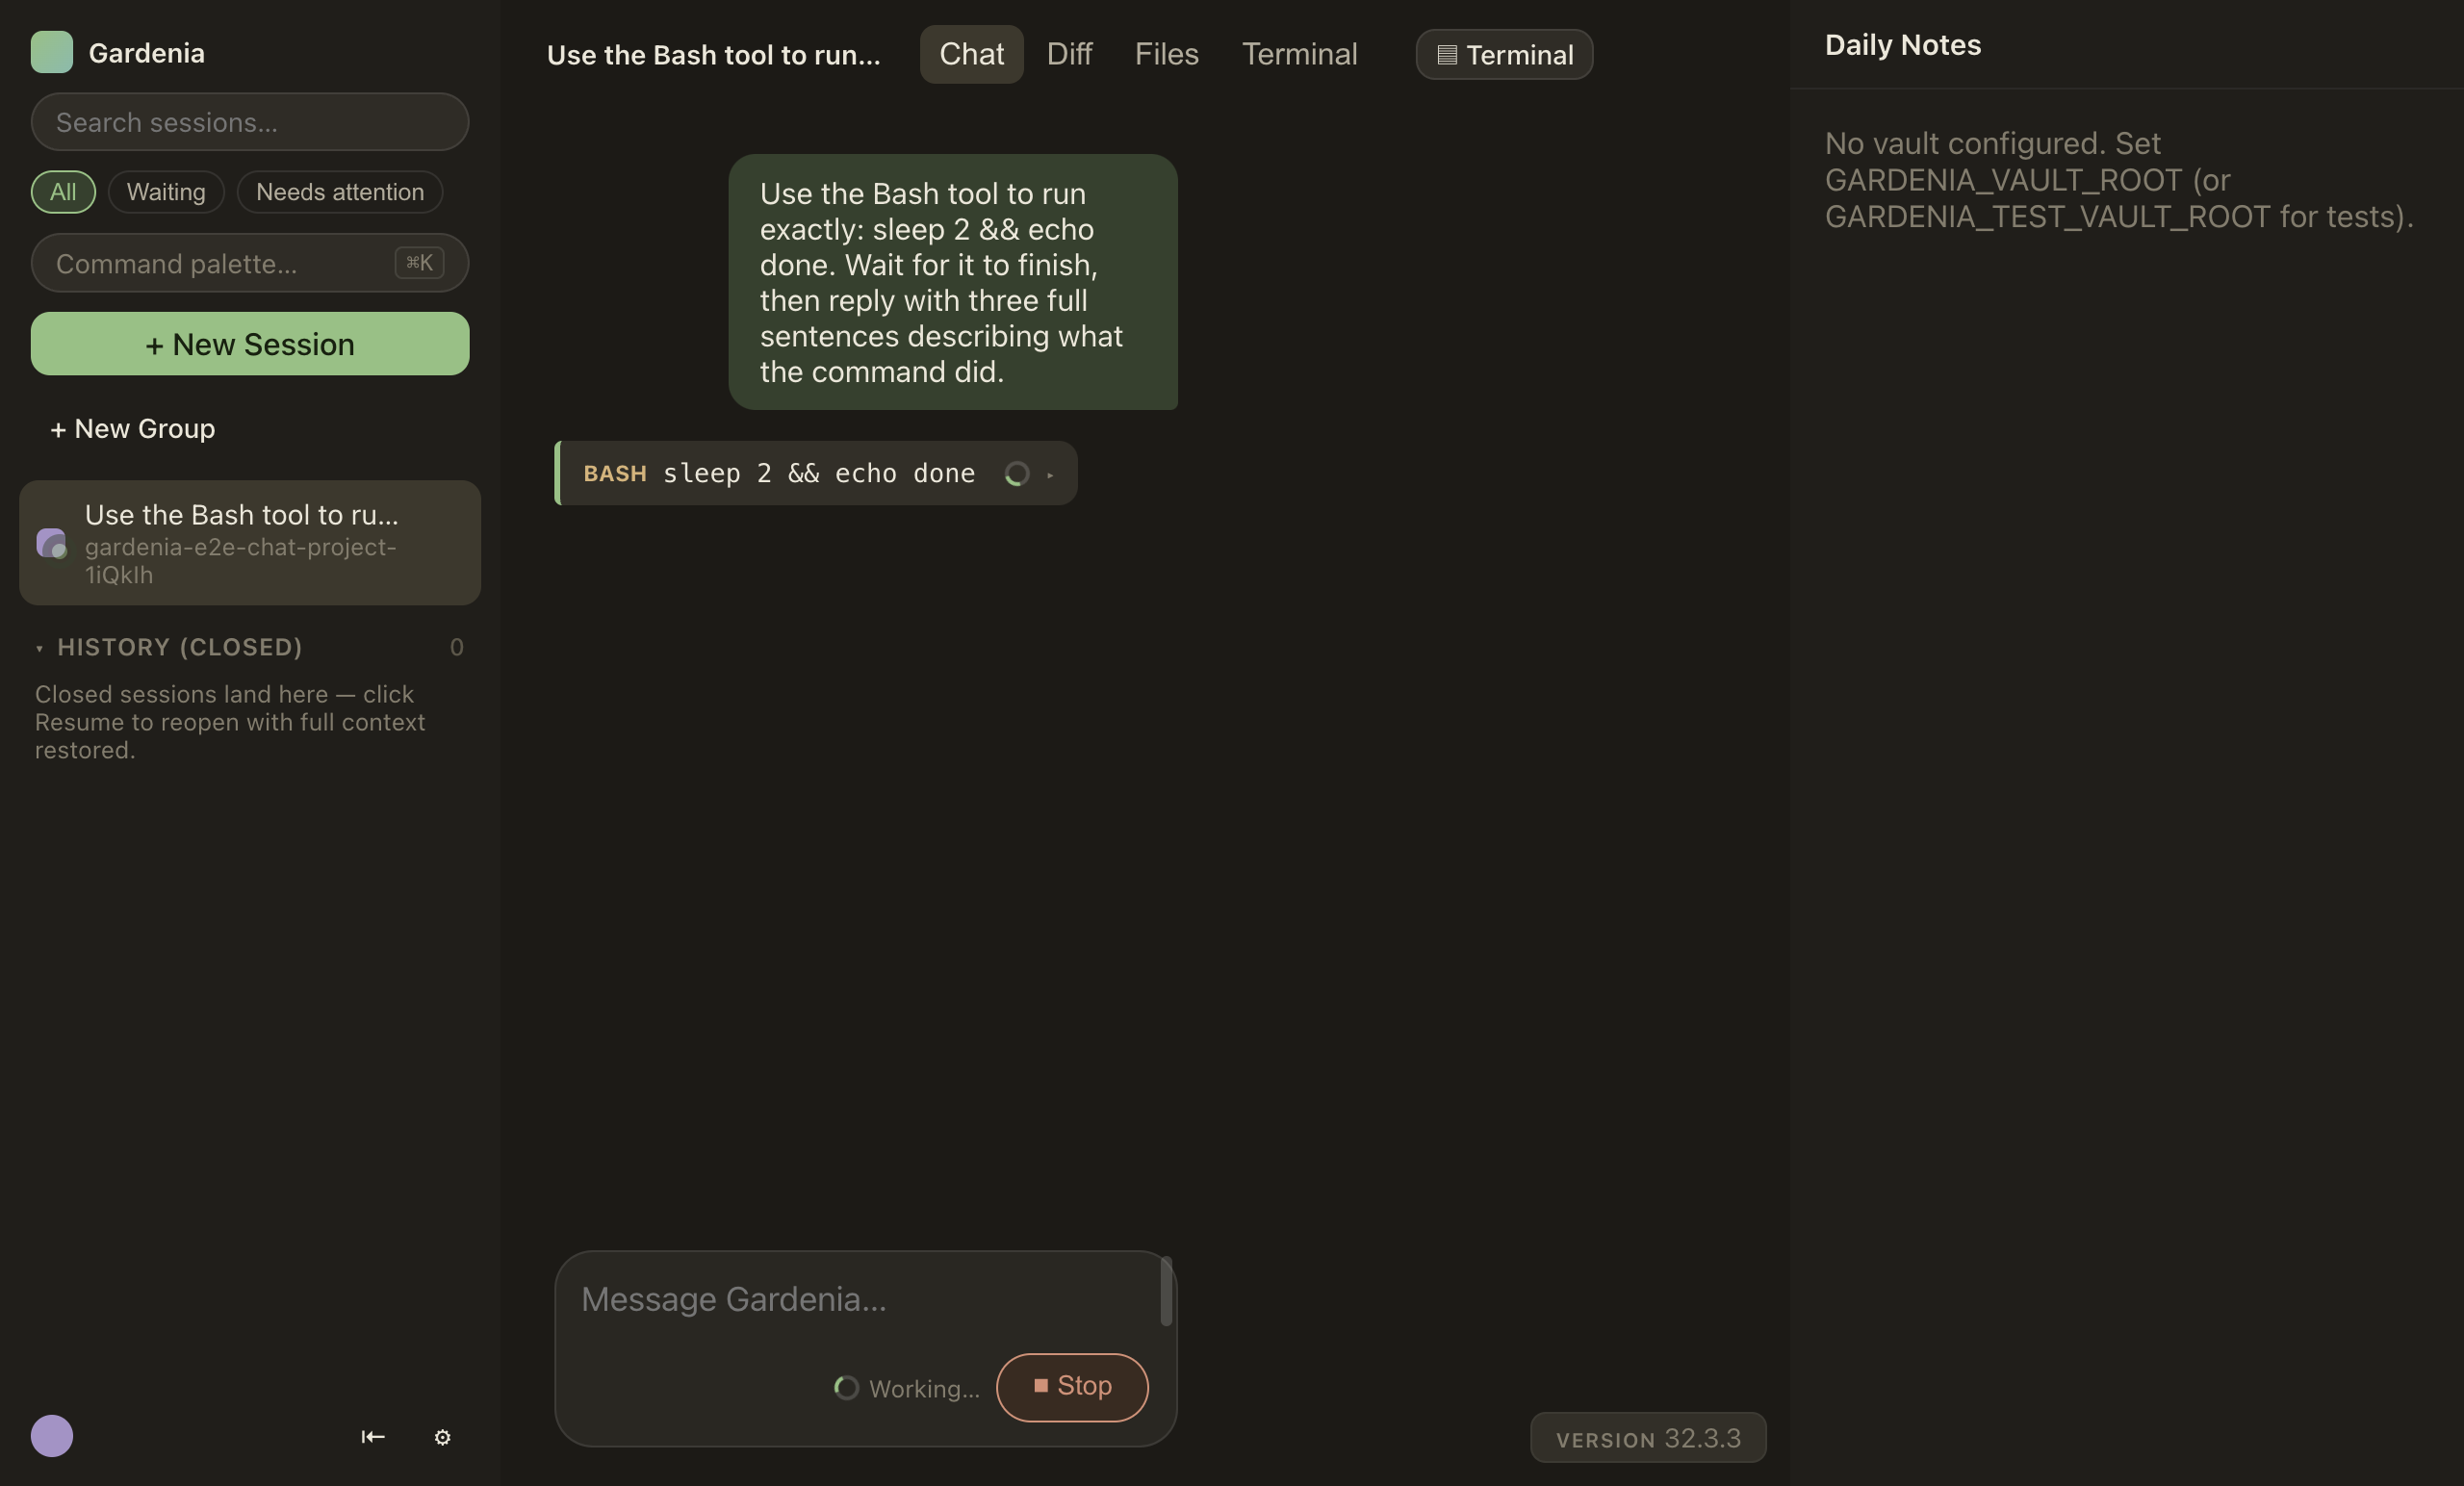 Gardenia
Search sessions...
All
Waiting
Needs attention
Command palette...
⌘K
+ New Session
+ New Group
Use the Bash tool to ru...
gardenia-e2e-chat-project-
1iQkIh
HISTORY (CLOSED)
0
Closed sessions land here — click
Resume to reopen with full context
restored.
Use the Bash tool to run...
Chat
Diff
Files
Terminal
Terminal
Use the Bash tool to run
exactly: sleep 2 && echo
done. Wait for it to finish,
then reply with three full
sentences describing what
the command did.
BASH sleep 2 && echo done
Message Gardenia...
Working...
Stop
VERSION 32.3.3
Daily Notes
No vault configured. Set
GARDENIA_VAULT_ROOT (or
GARDENIA_TEST_VAULT_ROOT for tests).